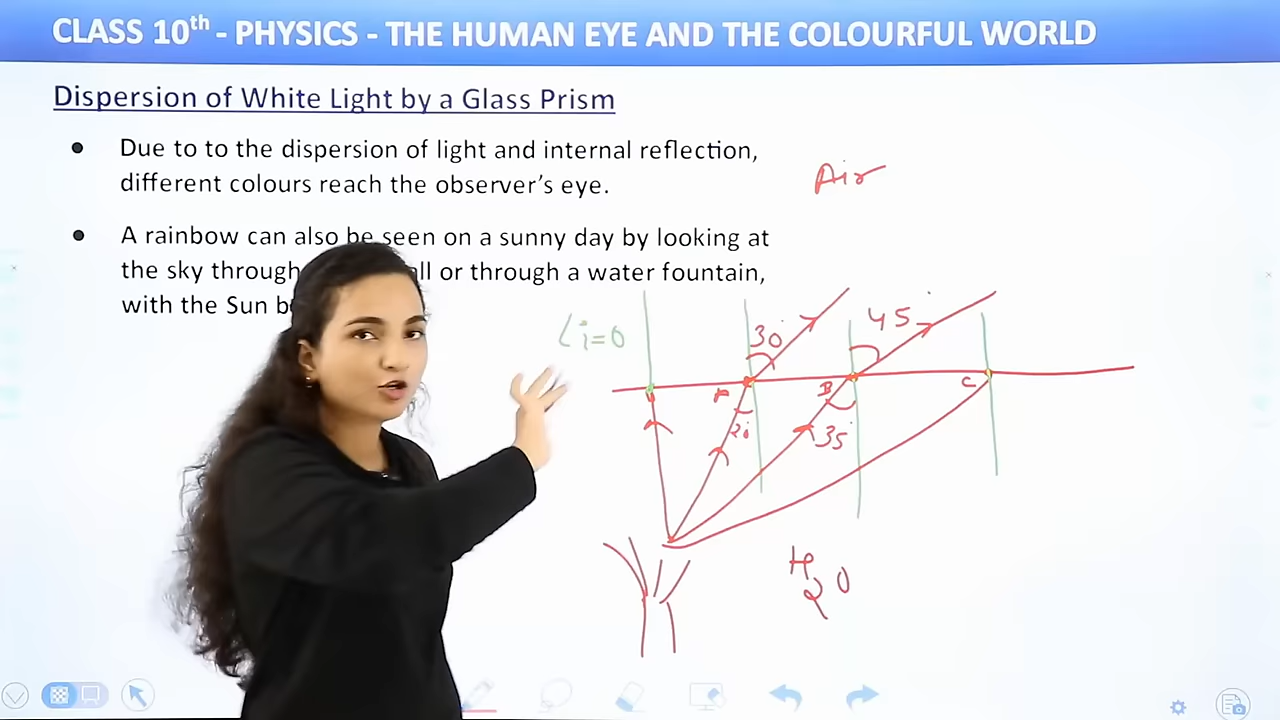 CLASS 10th - PHYSICS - THE HUMAN EYE AND THE COLOURFUL WORLD
Dispersion of White Light by a Glass Prism
• Due to to the dispersion of light and internal reflection,
different colours reach the observer's eye.
• A rainbow can also be seen on a sunny day by looking at
the sky through all or through a water fountain,
with the Sun b
Air
∠i=0
30
45
B
C
35
H2O